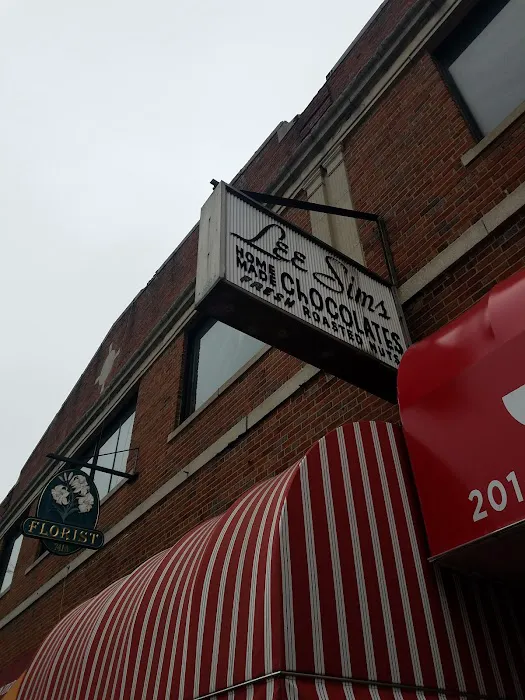 Lee Sims
HOME MADE CHOCOLATES
FRESH ROASTED NUTS
FLORIST
201